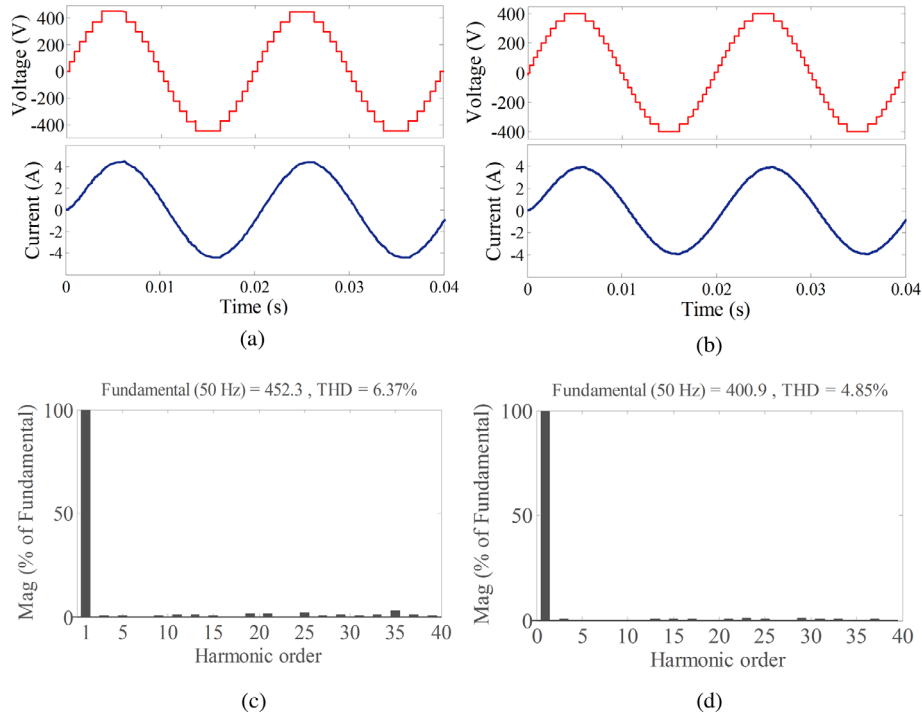 (a)
Voltage (V)
400
200
0
-200
-400
Current (A)
4
2
0
-2
-4
0 0.01 0.02 0.03 0.04
Time (s)
(a)
(b)
Voltage (V)
400
200
0
-200
-400
Current (A)
4
2
0
-2
-4
0 0.01 0.02 0.03 0.04
Time (s)
(b)
Fundamental (50 Hz) = 452.3 , THD = 6.37%
Mag (% of Fundamental)
100
50
0
1 5 10 15 20 25 30 35 40
Harmonic order
(c)
Fundamental (50 Hz) = 400.9 , THD = 4.85%
Mag (% of Fundamental)
100
50
0
0 5 10 15 20 25 30 35 40
Harmonic order
(d)